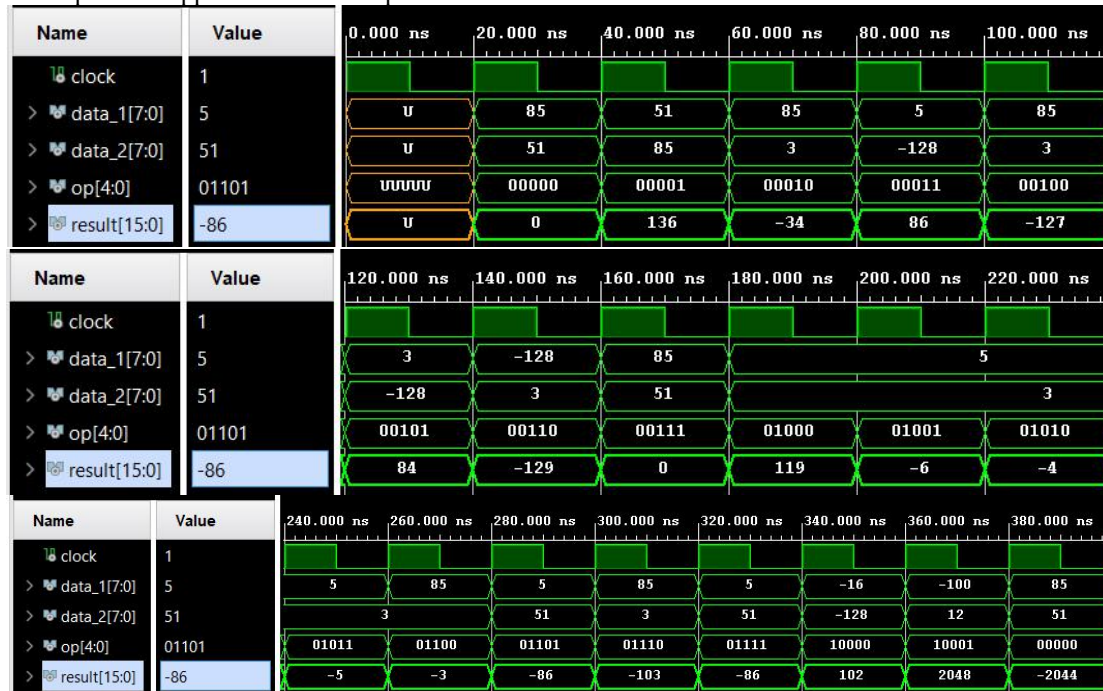 Name Value 0.000 ns 20.000 ns 40.000 ns 60.000 ns 80.000 ns 100.000 ns
clock 1
data_1[7:0] 5 U 85 51 85 5 85
data_2[7:0] 51 U 51 85 3 -128 3
op[4:0] 01101 UUUUU 00000 00001 00010 00011 00100
result[15:0] -86 U 0 136 -34 86 -127
Name Value 120.000 ns 140.000 ns 160.000 ns 180.000 ns 200.000 ns 220.000 ns
clock 1
data_1[7:0] 5 3 -128 85 5
data_2[7:0] 51 -128 3 51 3
op[4:0] 01101 00101 00110 00111 01000 01001 01010
result[15:0] -86 84 -129 0 119 -6 -4
Name Value 240.000 ns 260.000 ns 280.000 ns 300.000 ns 320.000 ns 340.000 ns 360.000 ns 380.000 ns
clock 1
data_1[7:0] 5 5 85 5 85 5 -16 -100 85
data_2[7:0] 51 3 51 3 51 -128 12 51
op[4:0] 01101 01011 01100 01101 01110 01111 10000 10001 00000
result[15:0] -86 -5 -3 -86 -103 -86 102 2048 -2044